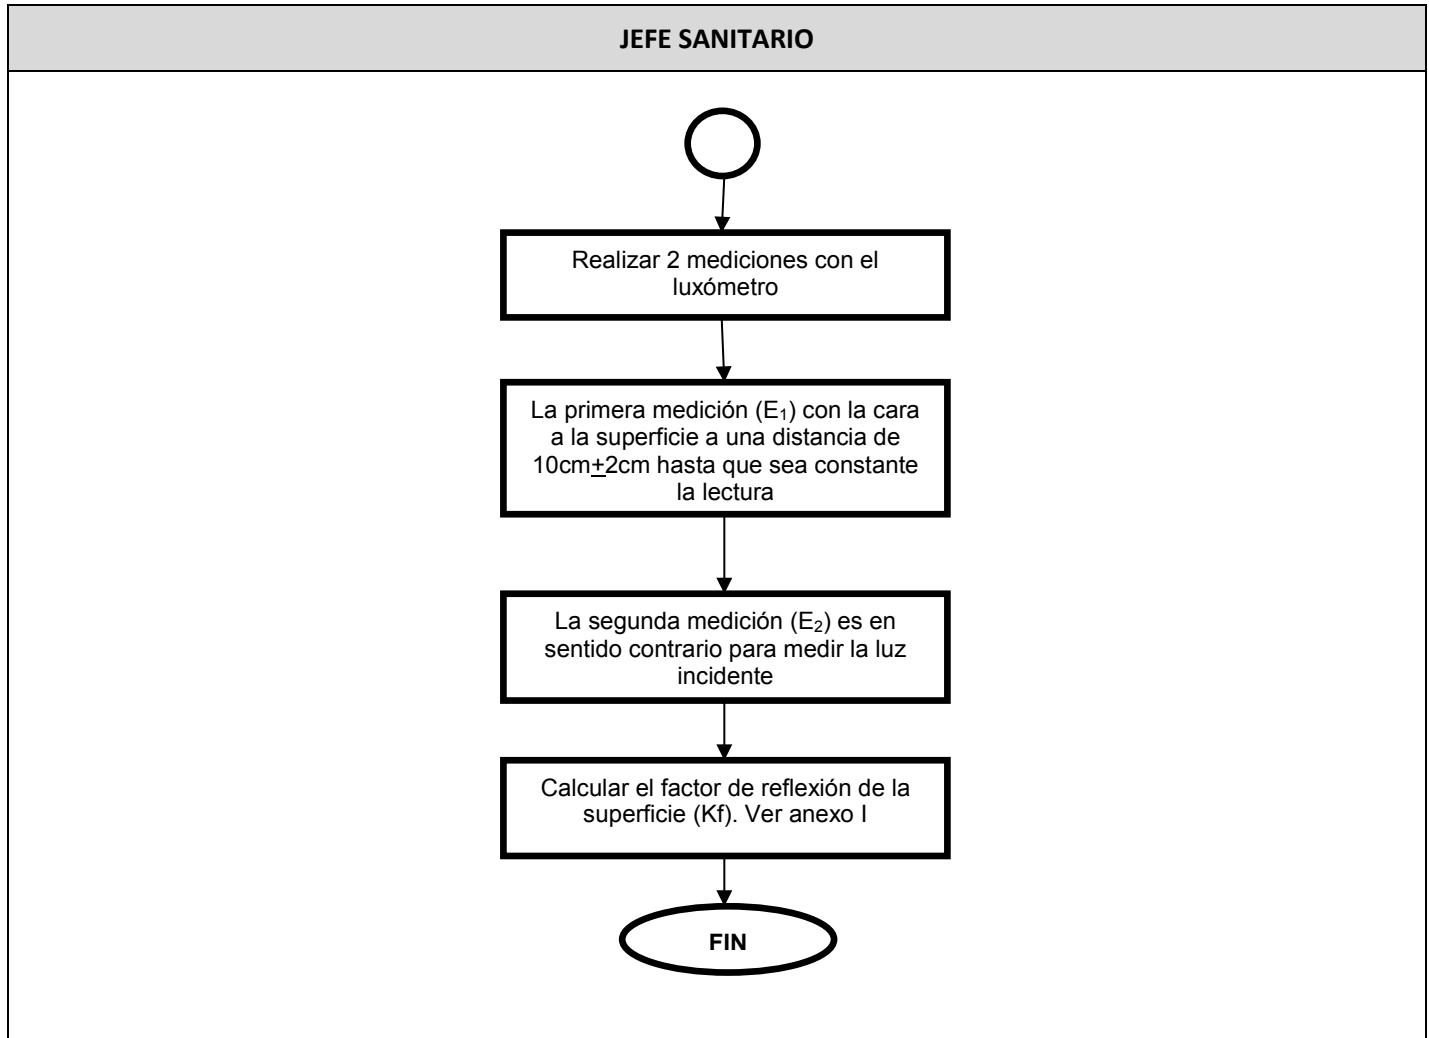 JEFE SANITARIO
Realizar 2 mediciones con el
luxómetro
La primera medición (E₁) con la cara
a la superficie a una distancia de
10cm±2cm hasta que sea constante
la lectura
La segunda medición (E₂) es en
sentido contrario para medir la luz
incidente
Calcular el factor de reflexión de la
superficie (Kf). Ver anexo I
FIN